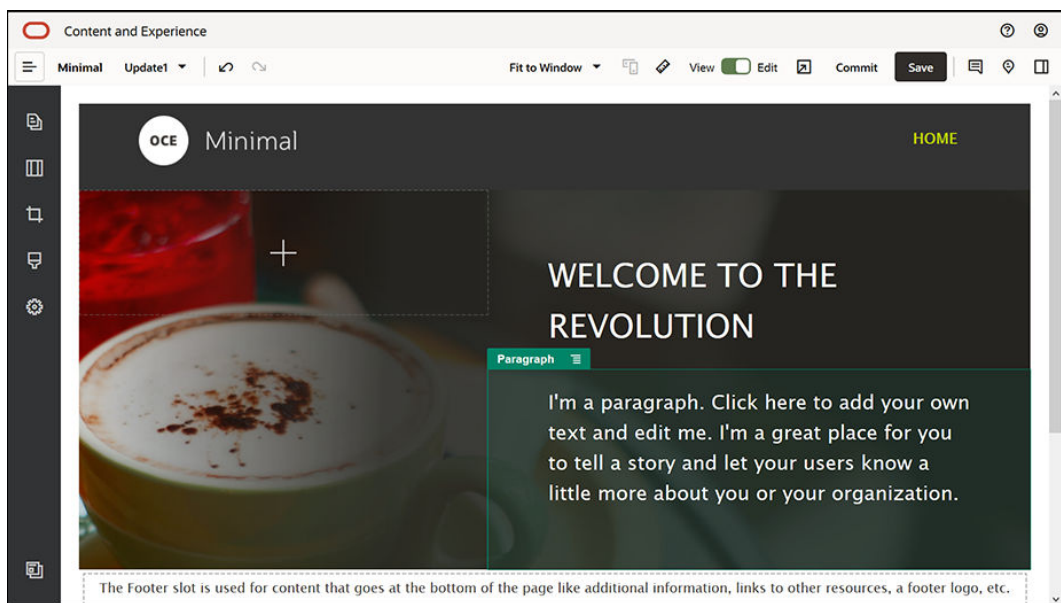 Content and Experience
Minimal Update1 Fit to Window View Edit Commit Save
OCE Minimal HOME
WELCOME TO THE
REVOLUTION
Paragraph
I'm a paragraph. Click here to add your own
text and edit me. I'm a great place for you
to tell a story and let your users know a
little more about you or your organization.
The Footer slot is used for content that goes at the bottom of the page like additional information, links to other resources, a footer logo, etc.